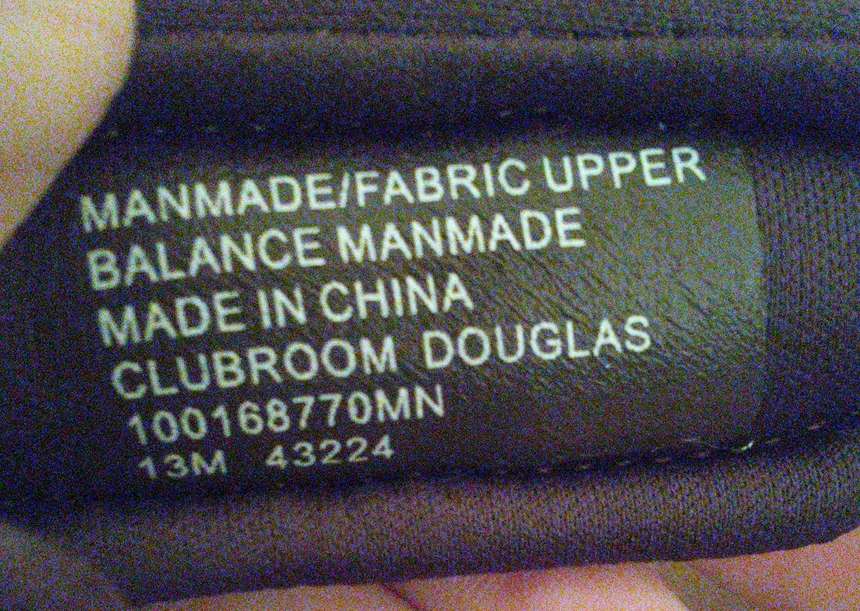 MANMADE/FABRIC UPPER
BALANCE MANMADE
MADE IN CHINA
CLUBROOM DOUGLAS
100168770MN
13M 43224